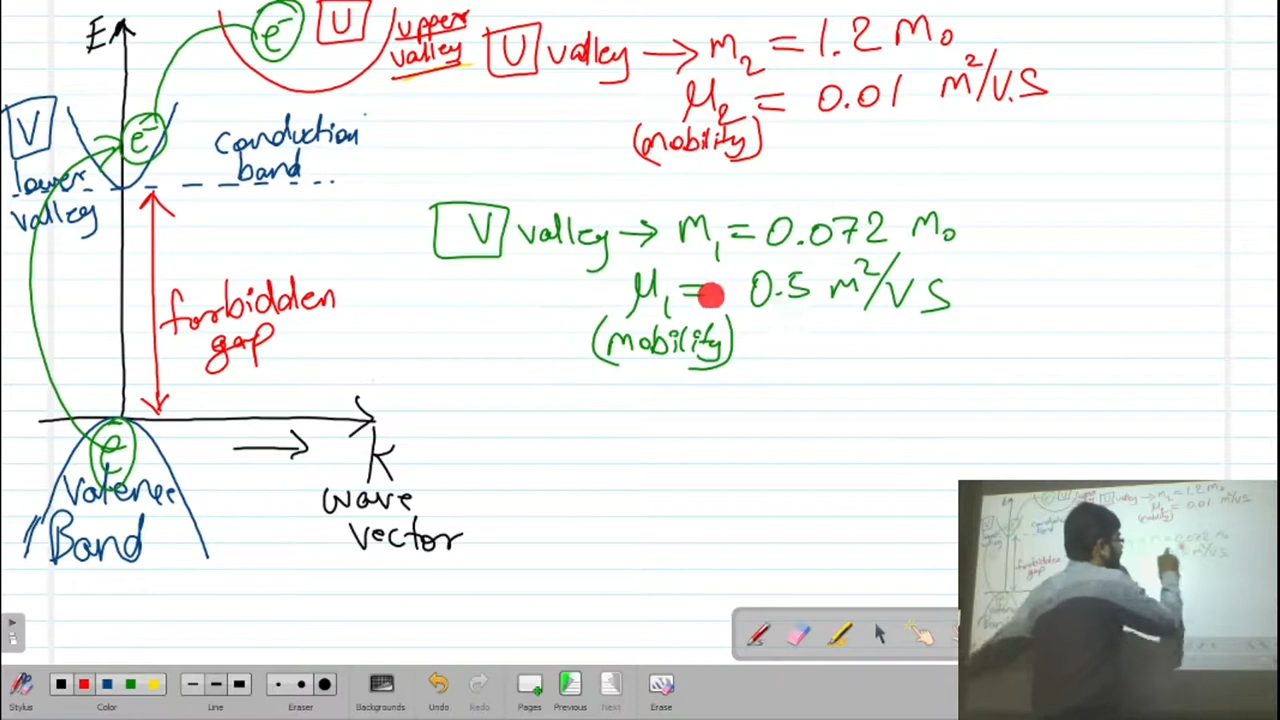 E
e⁻
U
upper
valley
U valley → m₂ = 1.2 m₀
μ₂ = 0.01 m²/V.S
(mobility)
V
e⁻
conduction
band
lower
valley
V valley → m₁ = 0.072 m₀
μ₁ = 0.5 m²/VS
(mobility)
forbidden
gap
e⁻
Valence
Band
K
wave
vector
Stylus
Color
Line
Eraser
Backgrounds
Undo
Redo
Pages
Previous
Next
Erase